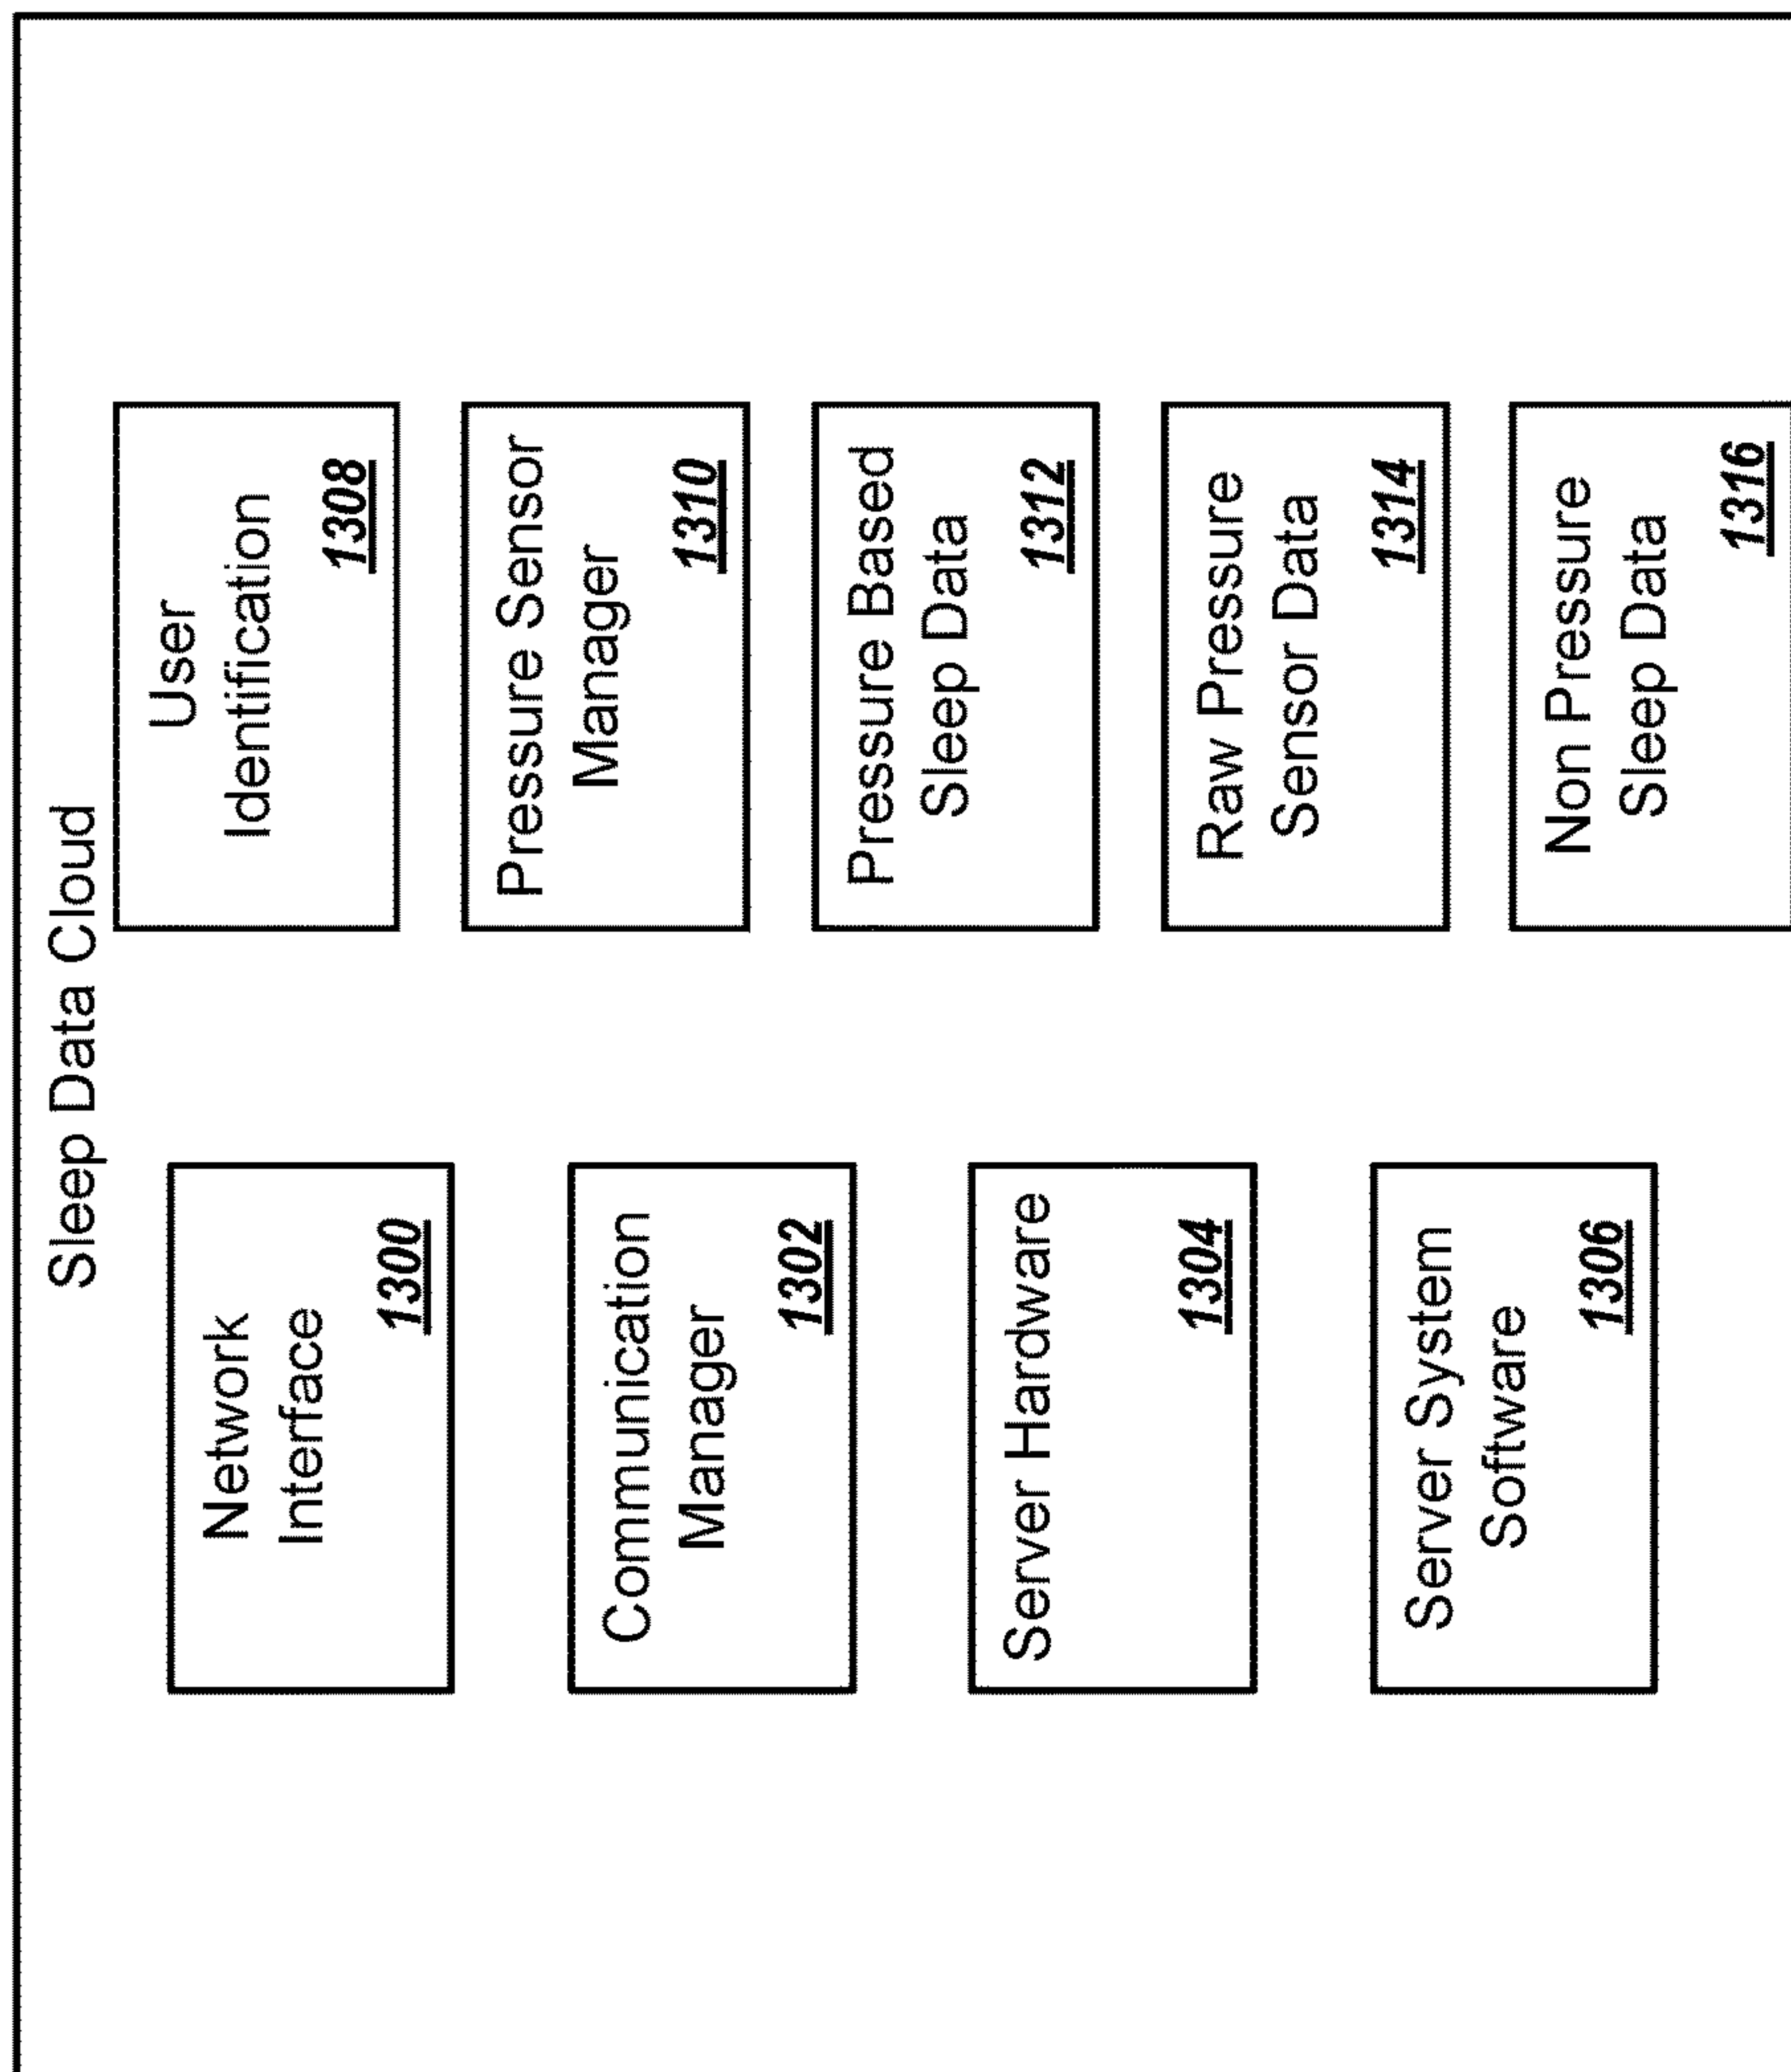 Sleep Data Cloud
Network
Interface
1300
Communication
Manager
1302
Server Hardware
1304
Server System
Software
1306
User
Identification
1308
Pressure Sensor
Manager
1310
Pressure Based
Sleep Data
1312
Raw Pressure
Sensor Data
1314
Non Pressure
Sleep Data
1316